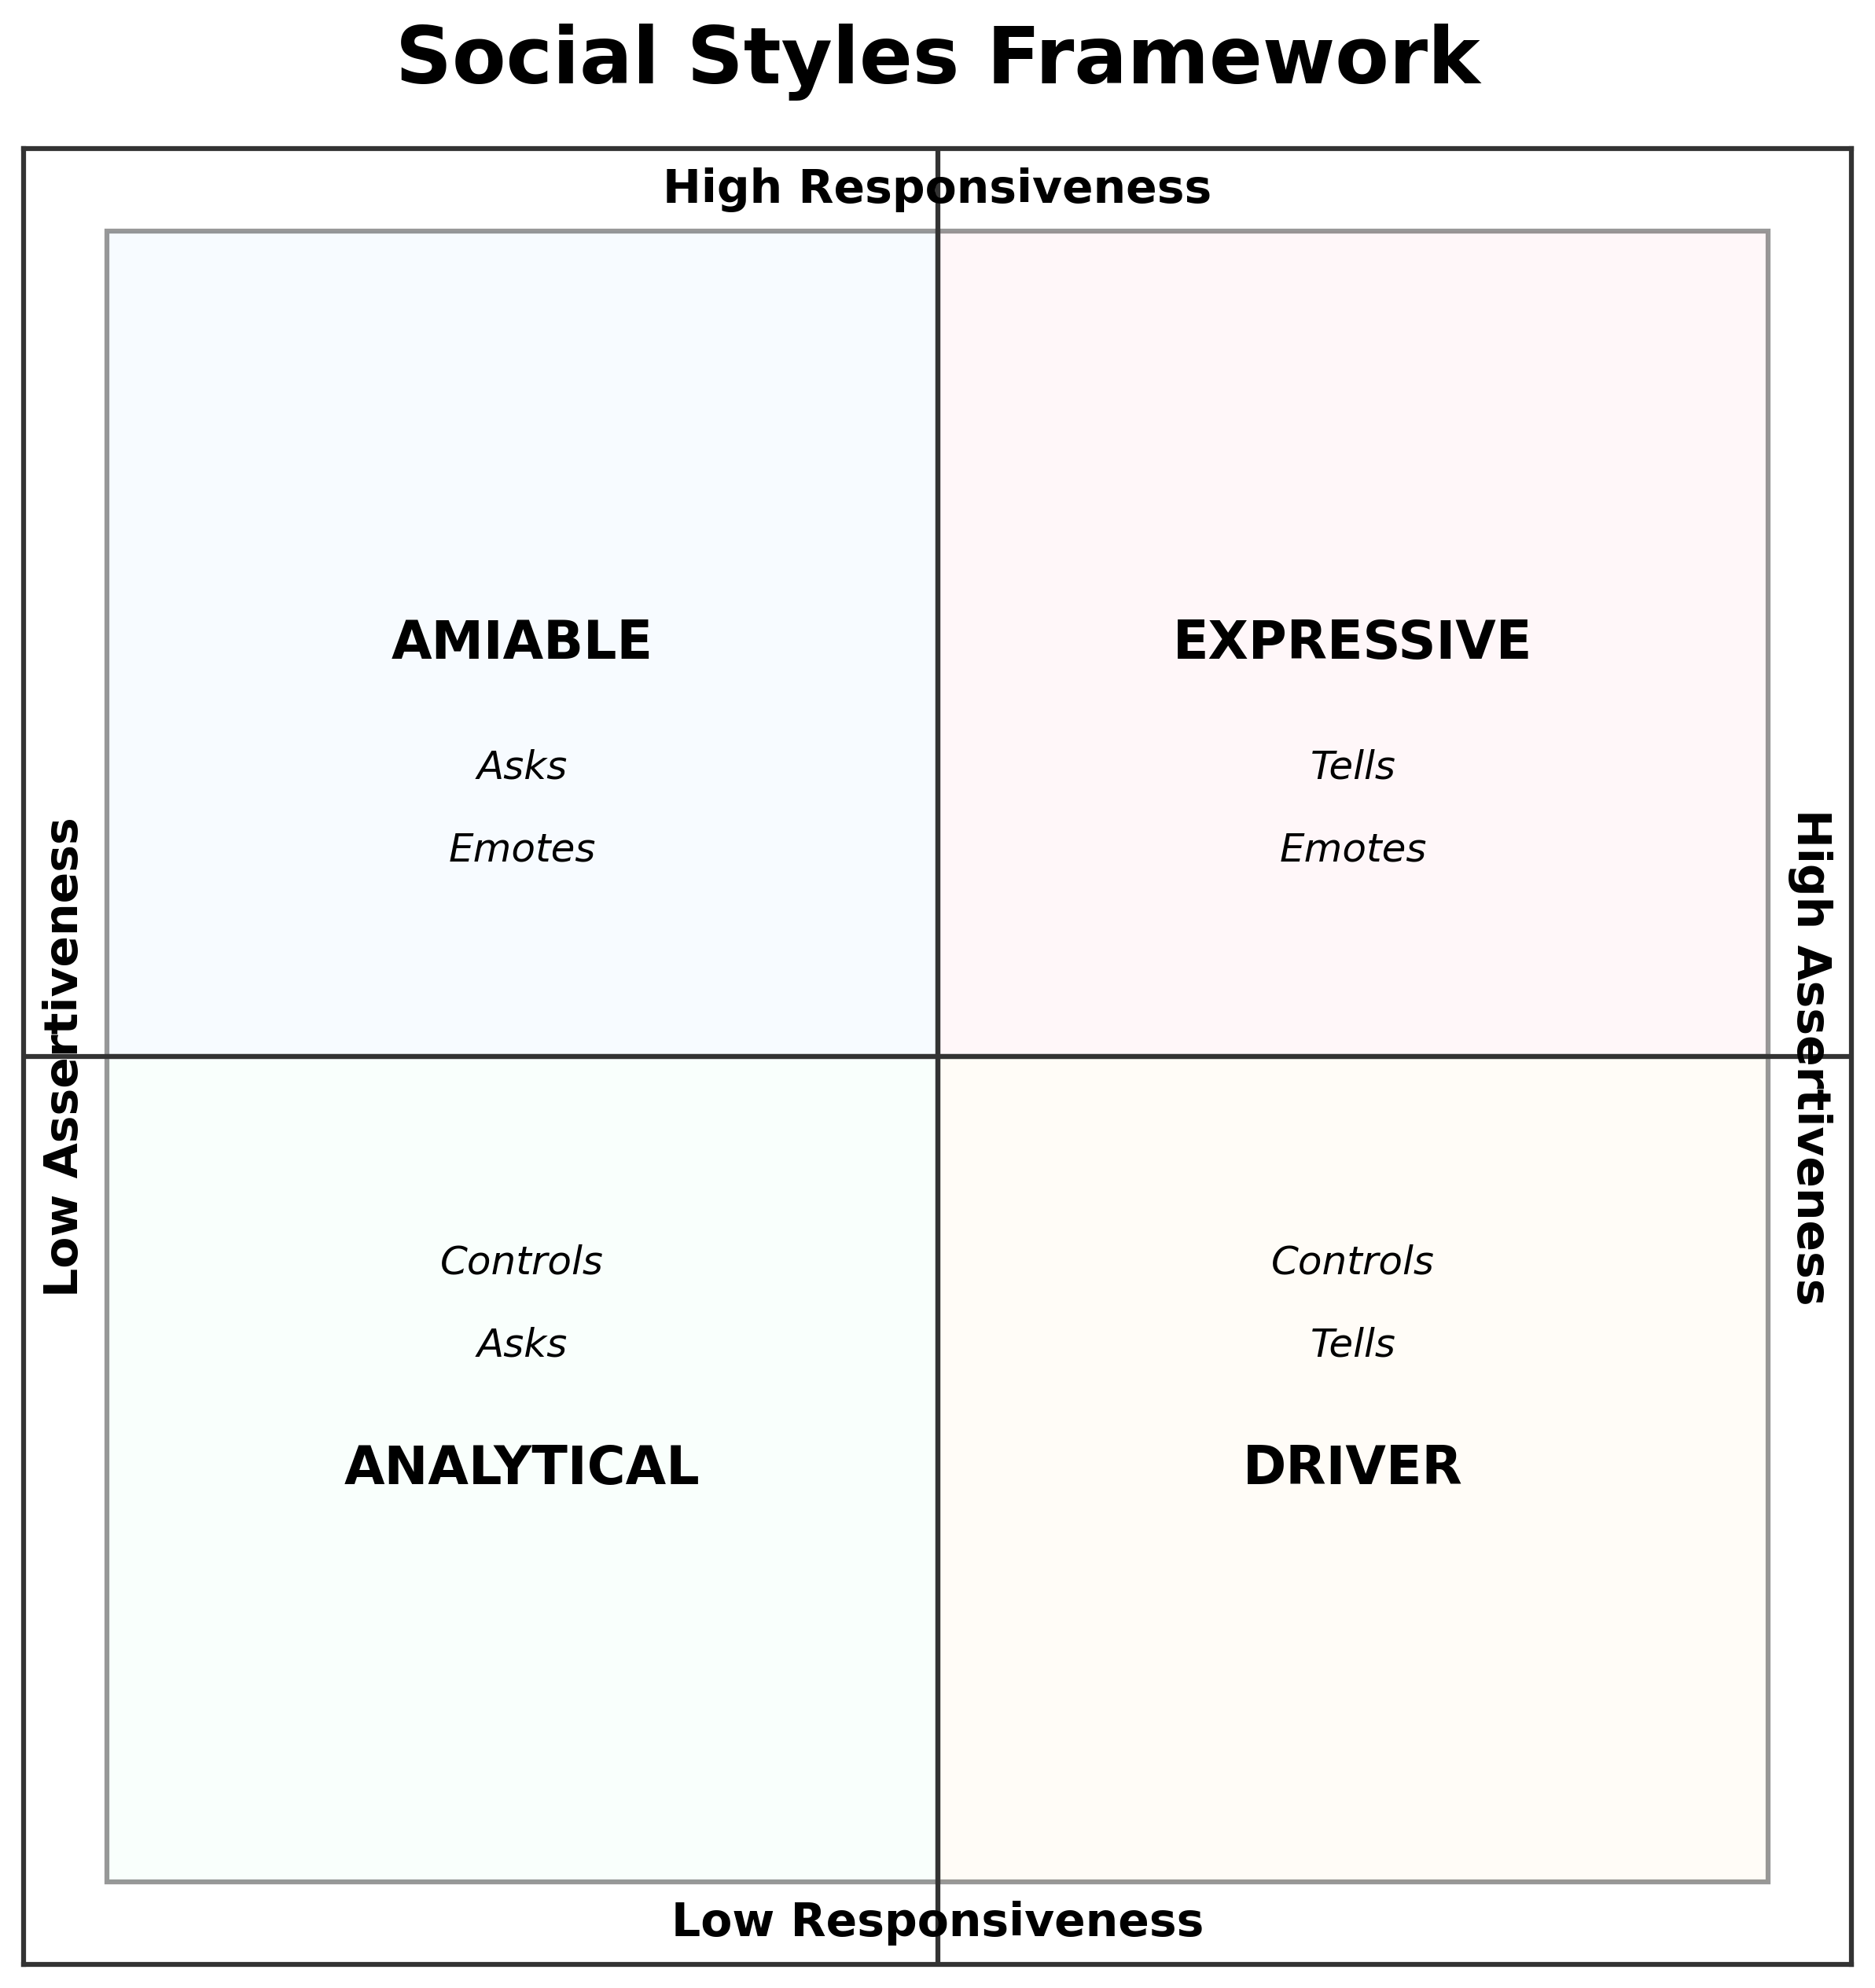 Social Styles Framework
High Responsiveness
AMIABLE
Asks
Emotes
EXPRESSIVE
Tells
Emotes
Low Assertiveness
High Assertiveness
Controls
Asks
ANALYTICAL
Controls
Tells
DRIVER
Low Responsiveness